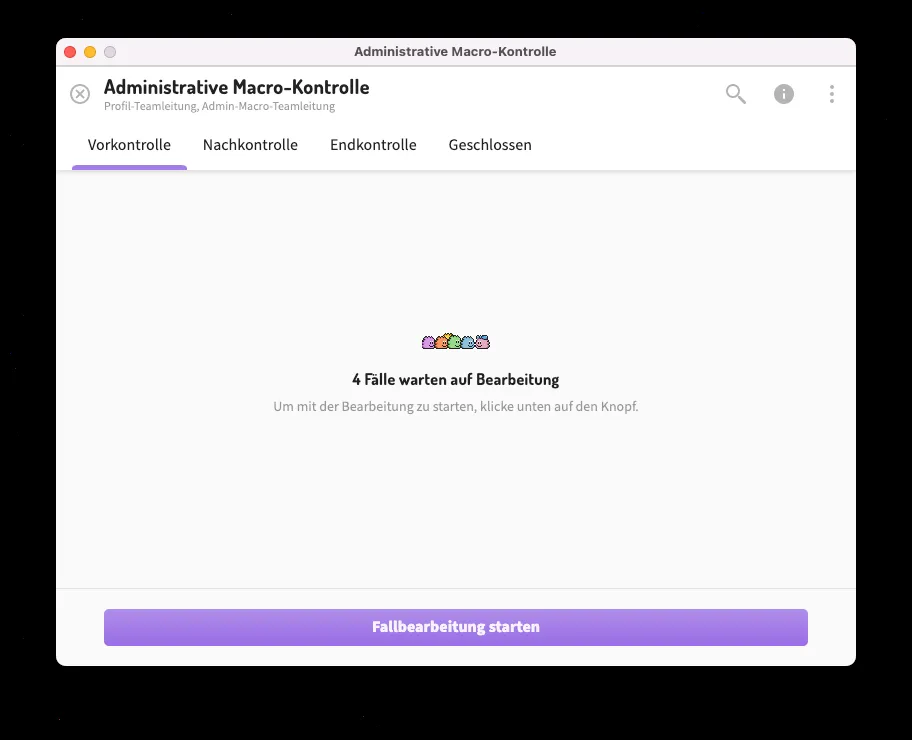 Administrative Macro-Kontrolle
Administrative Macro-Kontrolle
Profil-Teamleitung, Admin-Macro-Teamleitung
Vorkontrolle Nachkontrolle Endkontrolle Geschlossen
4 Fälle warten auf Bearbeitung
Um mit der Bearbeitung zu starten, klicke unten auf den Knopf.
Fallbearbeitung starten